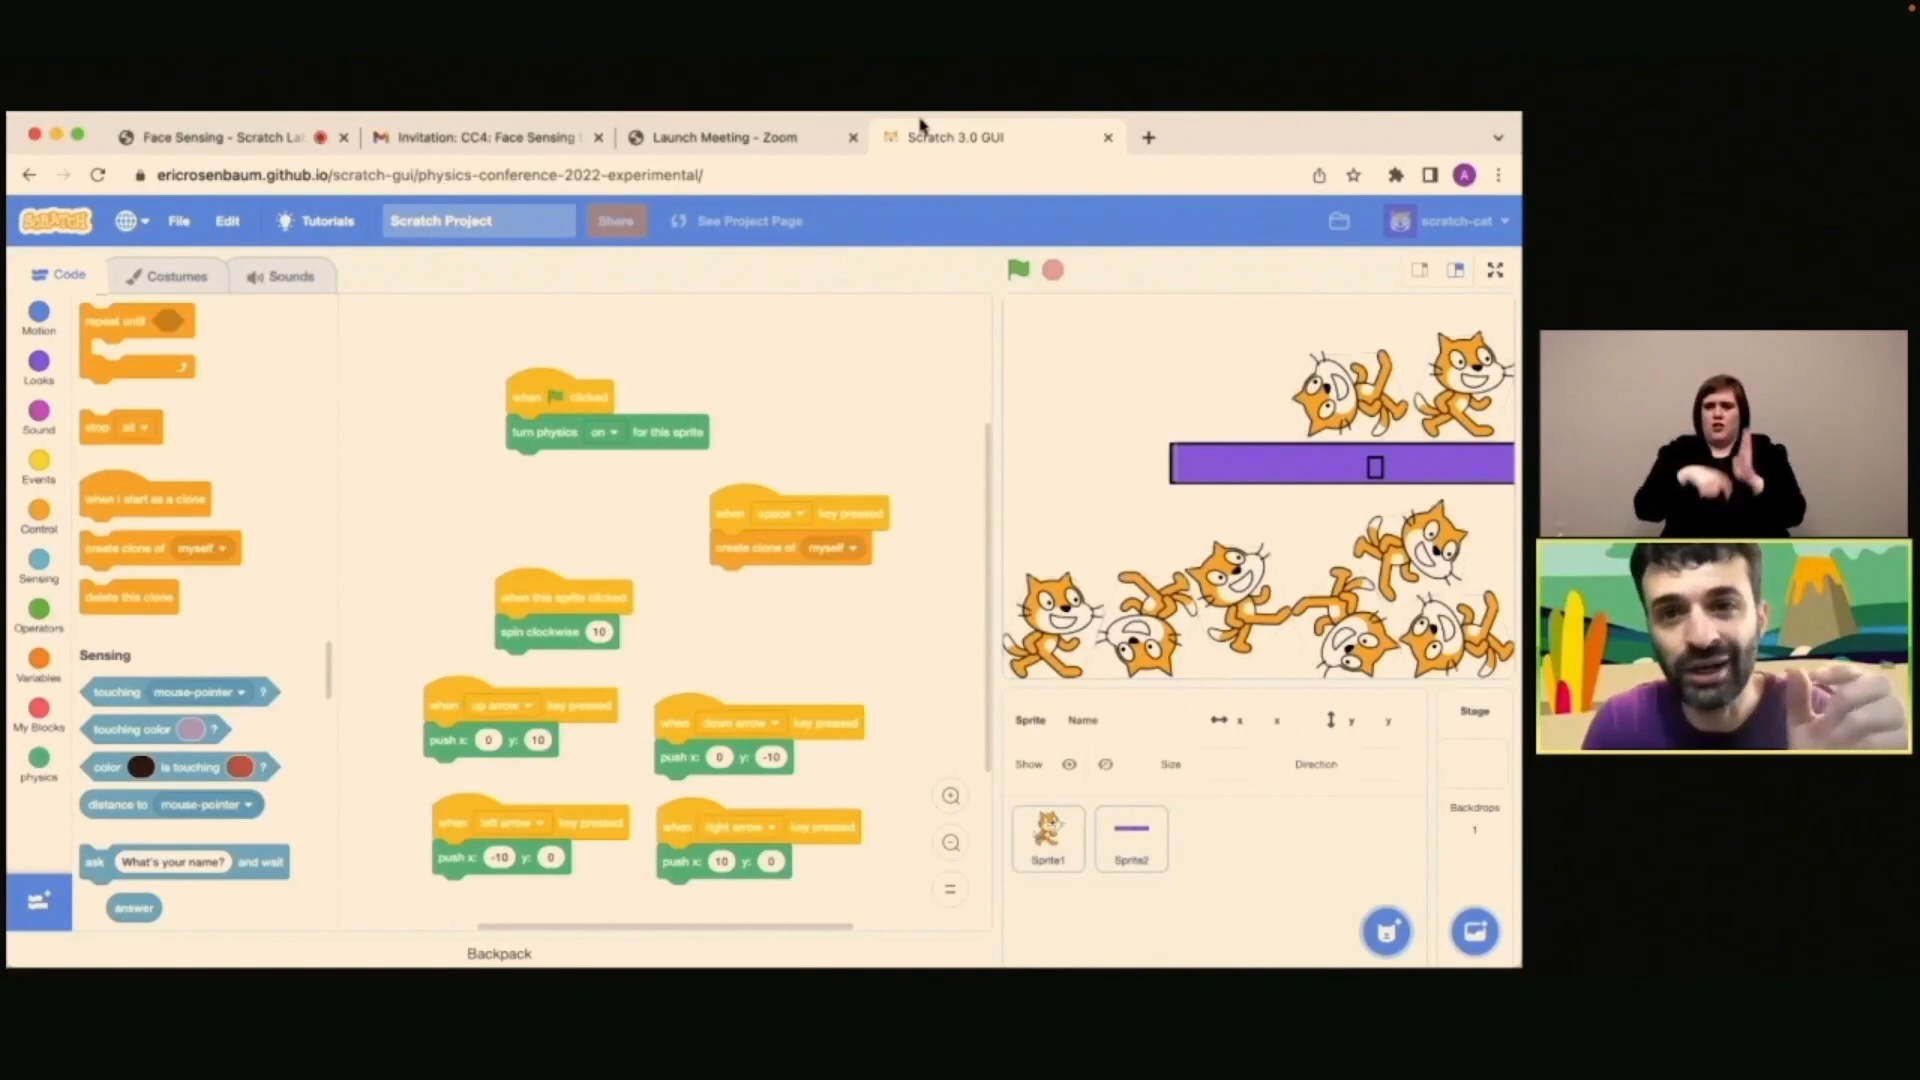 Face Sensing - Scratch La
Invitation: CC4: Face Sensing
Launch Meeting - Zoom
Scratch 3.0 GUI
ericrosenbaum.github.io/scratch-gui/physics-conference-2022-experimental/
A
SCRATCH
File
Edit
Tutorials
Scratch Project
Share
See Project Page
scratch-cat
Code
Costumes
Sounds
Motion
Looks
Sound
Events
Control
Sensing
Operators
Variables
My Blocks
physics
repeat until
stop all
when I start as a clone
create clone of myself
delete this clone
Sensing
touching mouse-pointer ?
touching color ?
color is touching ?
distance to mouse-pointer
ask What's your name? and wait
answer
when clicked
turn physics on for this sprite
when space key pressed
create clone of myself
when this sprite clicked
spin clockwise 10
when up arrow key pressed
push x: 0 y: 10
when down arrow key pressed
push x: 0 y: -10
when left arrow key pressed
push x: -10 y: 0
when right arrow key pressed
push x: 10 y: 0
Backpack
Sprite Name x x y y
Show Size Direction
Sprite1
Sprite2
Stage
Backdrops
1